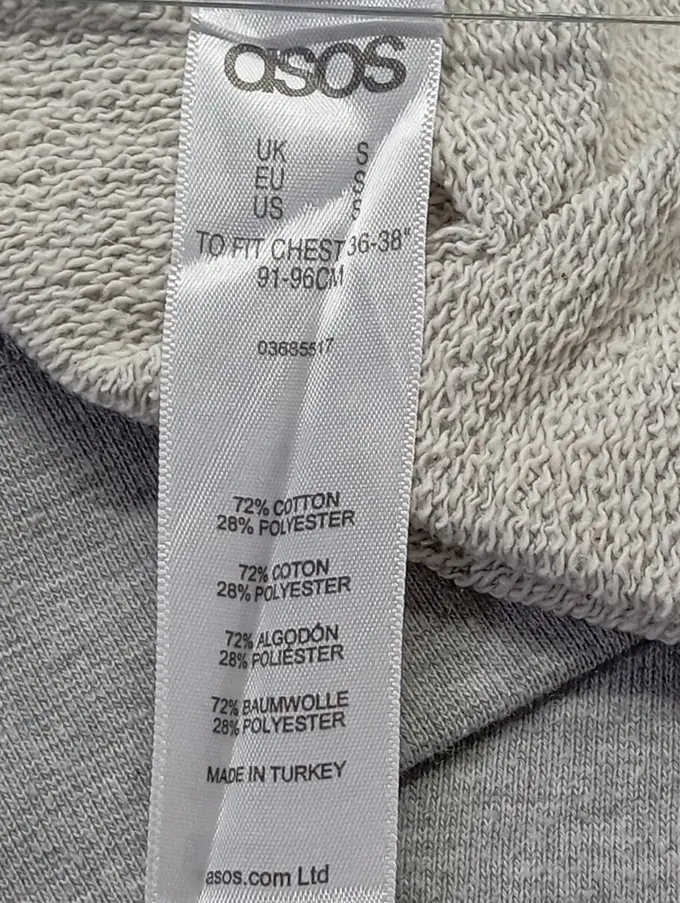 asos
UK S
EU S
US S
TO FIT CHEST 36-38"
91-96CM
03685517
72% COTTON
28% POLYESTER
72% COTON
28% POLYESTER
72% ALGODÓN
28% POLIÉSTER
72% BAUMWOLLE
28% POLYESTER
MADE IN TURKEY
asos.com Ltd